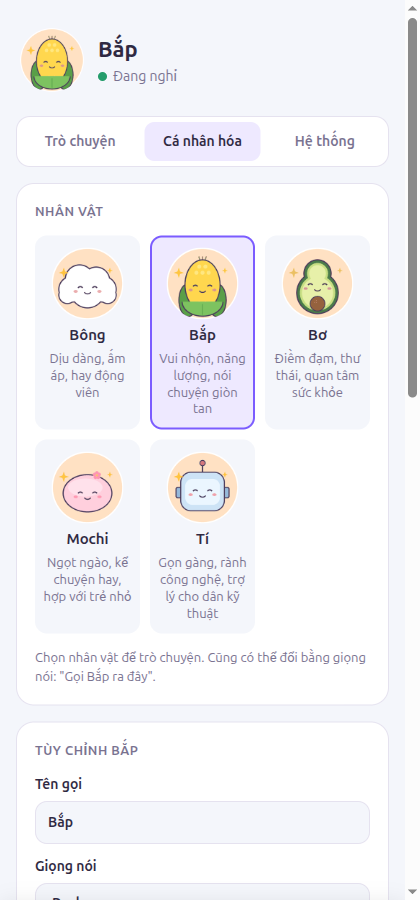 Bắp
Đang nghỉ
Trò chuyện
Cá nhân hóa
Hệ thống
NHÂN VẬT
Bông
Dịu dàng, ấm
áp, hay động
viên
Bắp
Vui nhộn, năng
lượng, nói
chuyện giòn
tan
Bơ
Điềm đạm, thư
thái, quan tâm
sức khỏe
Mochi
Ngọt ngào, kể
chuyện hay,
hợp với trẻ nhỏ
Tí
Gọn gàng, rành
công nghệ, trợ
lý cho dân kỹ
thuật
Chọn nhân vật để trò chuyện. Cũng có thể đổi bằng giọng
nói: "Gọi Bắp ra đây".
TÙY CHỈNH BẮP
Tên gọi
Bắp
Giọng nói